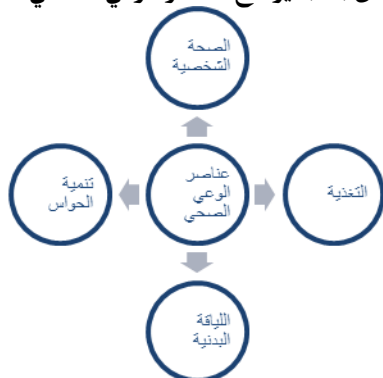 الصحة
الشخصية
تنمية
الحواس
عناصر
الوعي
الصحي
التغذية
اللياقة
البدنية